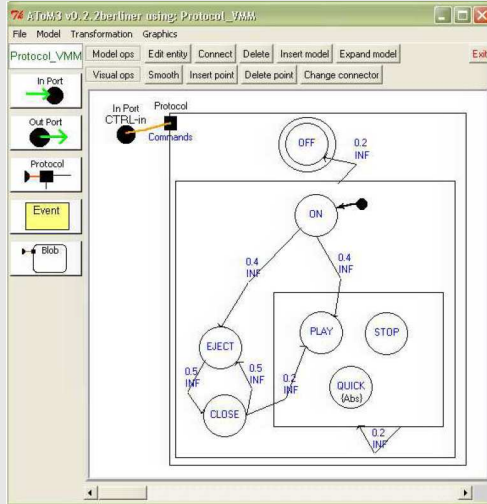 AToM3 v0.2.2berliner using: Protocol_VMM
File Model Transformation Graphics
Protocol_VMM
Model ops Edit entity Connect Delete Insert model Expand model Exit
Visual ops Smooth Insert point Delete point Change connector
In Port
Out Port
Protocol
Event
Blob
In Port Protocol
CTRL-in
Commands
OFF
0.2
INF
ON
0.4
INF
0.4
INF
PLAY
STOP
EJECT
0.5
INF
0.5
INF
0.2
INF
QUICK
{Abs}
CLOSE
0.2
INF